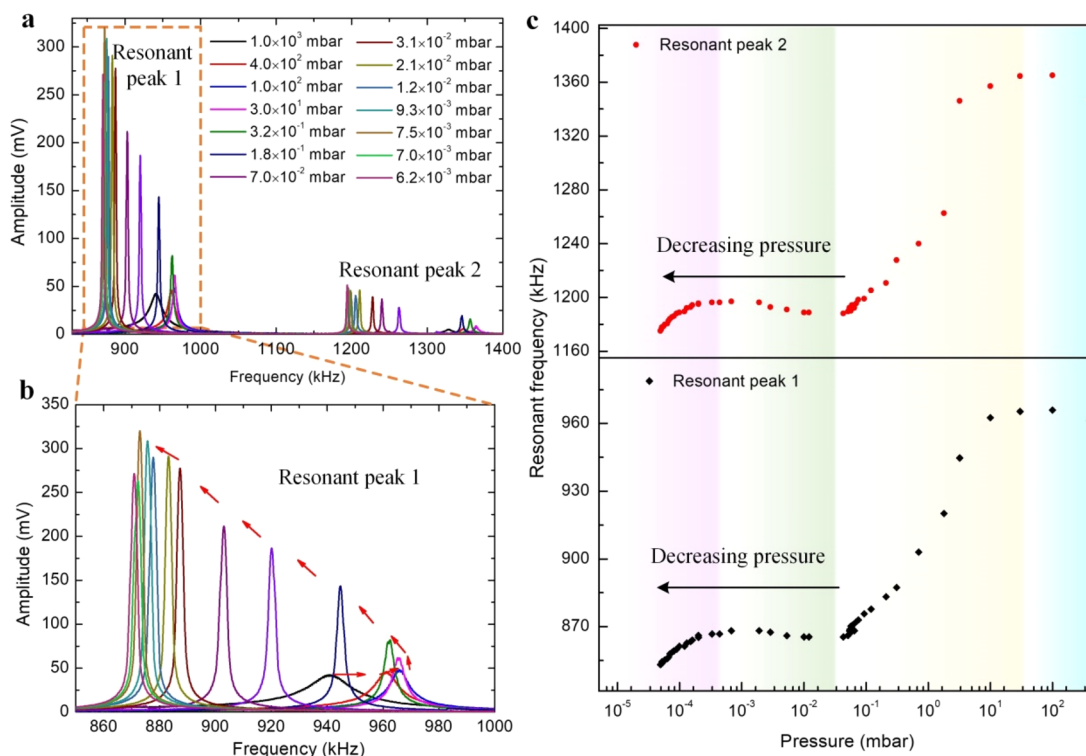 a
Amplitude (mV)
300
250
200
150
100
50
0
Resonant
peak 1
1.0×10³ mbar
4.0×10² mbar
1.0×10² mbar
3.0×10¹ mbar
3.2×10⁻¹ mbar
1.8×10⁻¹ mbar
7.0×10⁻² mbar
3.1×10⁻² mbar
2.1×10⁻² mbar
1.2×10⁻² mbar
9.3×10⁻³ mbar
7.5×10⁻³ mbar
7.0×10⁻³ mbar
6.2×10⁻³ mbar
Resonant peak 2
900 1000 1200 1300 1400
Frequency (kHz)
b
Amplitude (mV)
350
300
250
200
150
100
50
0
Resonant peak 1
860 880 900 920 940 960 980 1000
Frequency (kHz)
c
Resonant frequency (kHz)
1400
1360
1320
1280
1240
1200
1160
Resonant peak 2
Decreasing pressure
960
930
900
870
Resonant peak 1
Decreasing pressure
10⁻⁵ 10⁻⁴ 10⁻³ 10⁻² 10⁻¹ 10⁰ 10¹ 10²
Pressure (mbar)